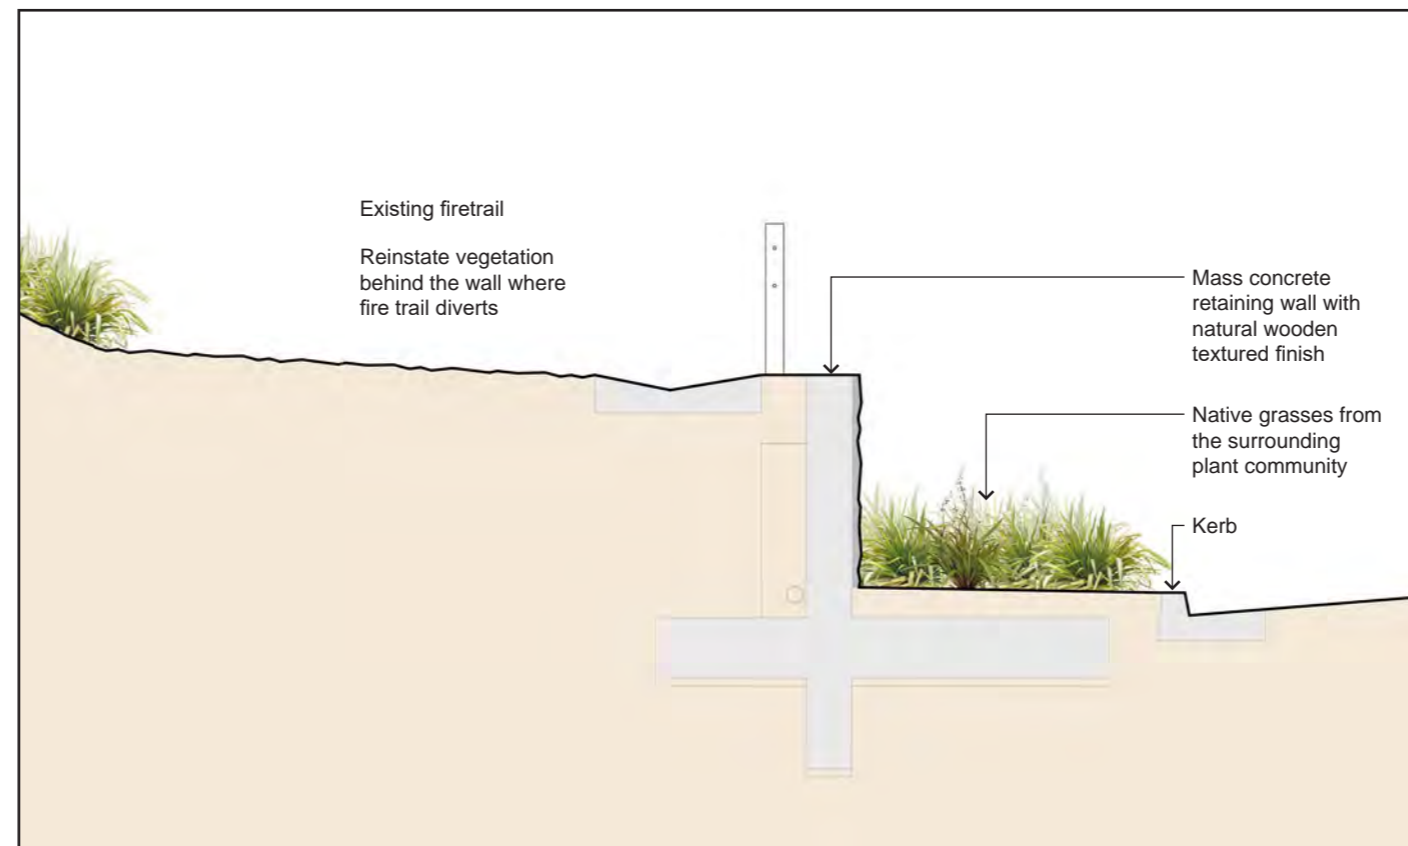 Existing firetrail
Reinstate vegetation
behind the wall where
fire trail diverts
Mass concrete
retaining wall with
natural wooden
textured finish
Native grasses from
the surrounding
plant community
Kerb